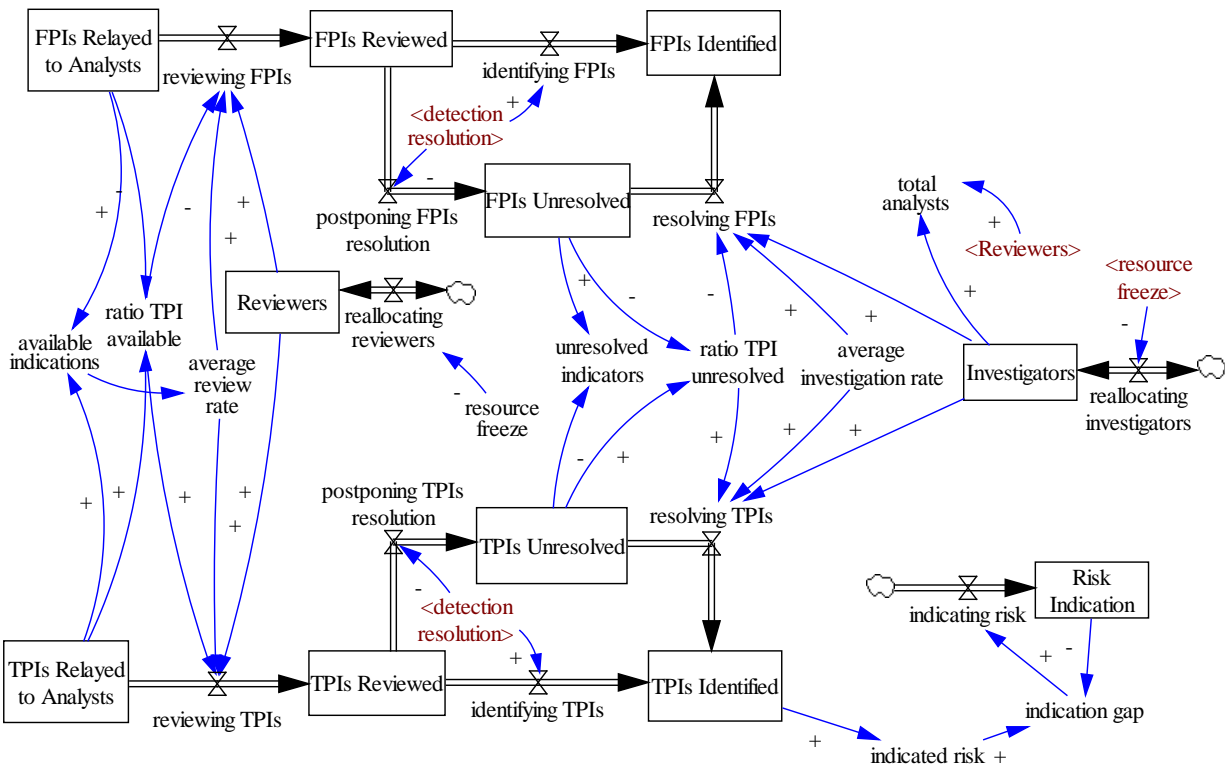 FPIs Relayed
to Analysts
reviewing FPIs
FPIs Reviewed
identifying FPIs
FPIs Identified
<detection
resolution>
+
-
postponing FPIs
resolution
FPIs Unresolved
resolving FPIs
total
analysts
+
<Reviewers>
+
<resource
freeze>
-
+
-
-
+
+
Reviewers
reallocating
reviewers
-
resource
freeze
ratio TPI
available
available
indications
average
review
rate
+
-
-
+
+
unresolved
indicators
ratio TPI
unresolved
average
investigation rate
Investigators
reallocating
investigators
-
+
+
+
+
+
+
+
+
+
postponing TPIs
resolution
TPIs Unresolved
resolving TPIs
-
<detection
resolution>
+
TPIs Relayed
to Analysts
reviewing TPIs
TPIs Reviewed
identifying TPIs
TPIs Identified
indicating risk
Risk
Indication
+
-
indication gap
+
indicated risk
+